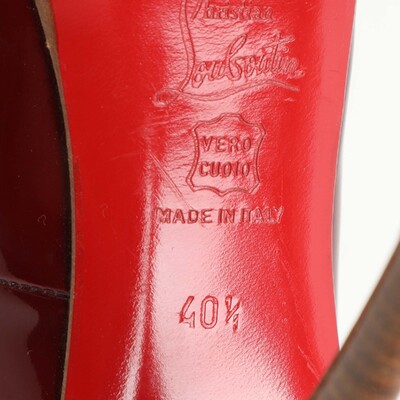 Christian
Louboutin
VERO
CUOIO
MADE IN ITALY
40½